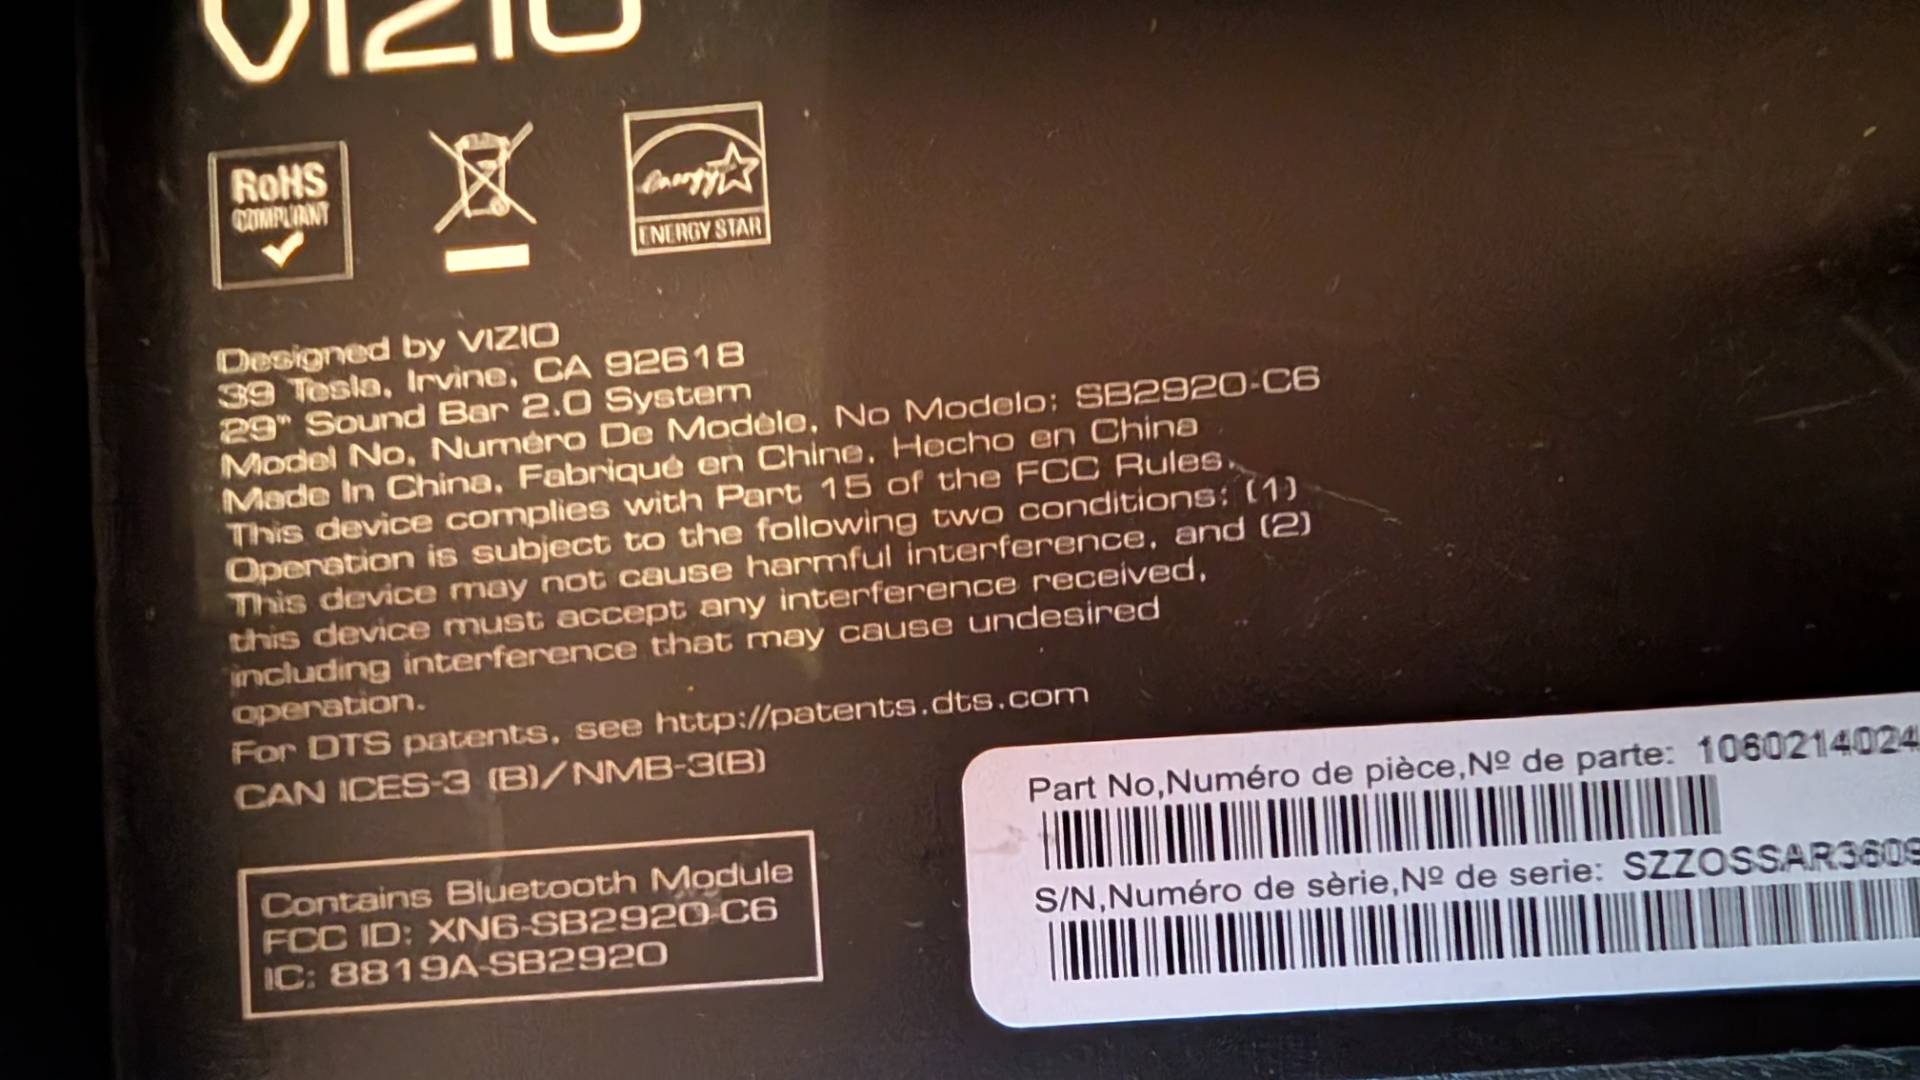 VIZIO
RoHS
COMPLIANT
energy
ENERGY STAR
Designed by VIZIO
39 Tesla, Irvine, CA 92618
29" Sound Bar 2.0 System
Model No, Numéro De Modèle, No Modelo: SB2920-C6
Made In China, Fabriqué en Chine, Hecho en China
This device complies with Part 15 of the FCC Rules.
Operation is subject to the following two conditions: (1)
This device may not cause harmful interference, and (2)
this device must accept any interference received,
including interference that may cause undesired
operation.
For DTS patents, see http://patents.dts.com
CAN ICES-3 (B)/NMB-3(B)
Contains Bluetooth Module
FCC ID: XN6-SB2920-C6
IC: 8819A-SB2920
Part No,Numéro de pièce,Nº de parte: 1060214024
S/N,Numéro de sèrie,Nº de serie: SZZOSSAR3609